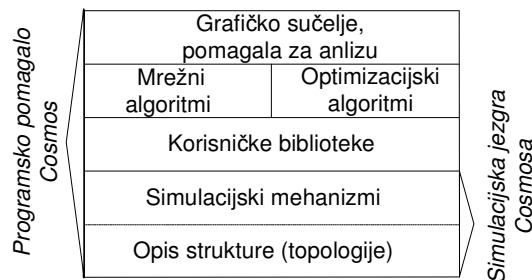 Grafičko sučelje,
pomagala za anlizu
Mrežni
algoritmi
Optimizacijski
algoritmi
Korisničke biblioteke
Simulacijski mehanizmi
Opis strukture (topologije)
Programsko pomagalo
Cosmos
Simulacijska jezgra
Cosmosa